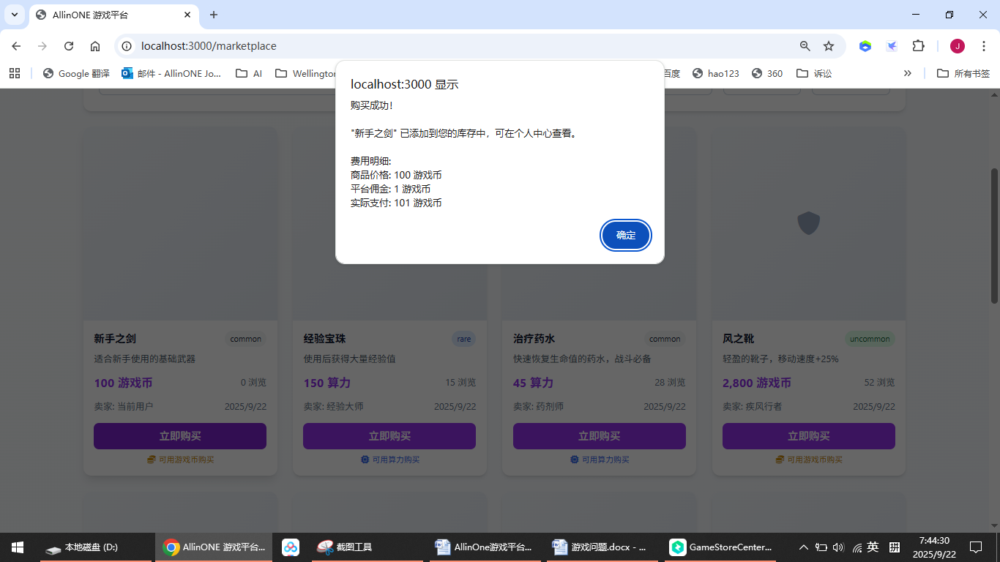 AllinONE 游戏平台
localhost:3000/marketplace
J
Google 翻译
邮件 - AllinONE Jo...
AI
Wellington
百度
hao123
360
诉讼
所有书签
localhost:3000 显示
购买成功！
"新手之剑" 已添加到您的库存中，可在个人中心查看。
费用明细:
商品价格: 100 游戏币
平台佣金: 1 游戏币
实际支付: 101 游戏币
确定
新手之剑 common
适合新手使用的基础武器
100 游戏币 0 浏览
卖家: 当前用户 2025/9/22
立即购买
可用游戏币购买
经验宝珠 rare
使用后获得大量经验值
150 算力 15 浏览
卖家: 经验大师 2025/9/22
立即购买
可用算力购买
治疗药水 common
快速恢复生命值的药水，战斗必备
45 算力 28 浏览
卖家: 药剂师 2025/9/22
立即购买
可用算力购买
风之靴 uncommon
轻盈的靴子，移动速度+25%
2,800 游戏币 52 浏览
卖家: 疾风行者 2025/9/22
立即购买
可用游戏币购买
本地磁盘 (D:)
AllinONE 游戏平台...
截图工具
AllinOne游戏平台...
游戏问题.docx - ...
GameStoreCenter...
英
拼
7:44:30
2025/9/22